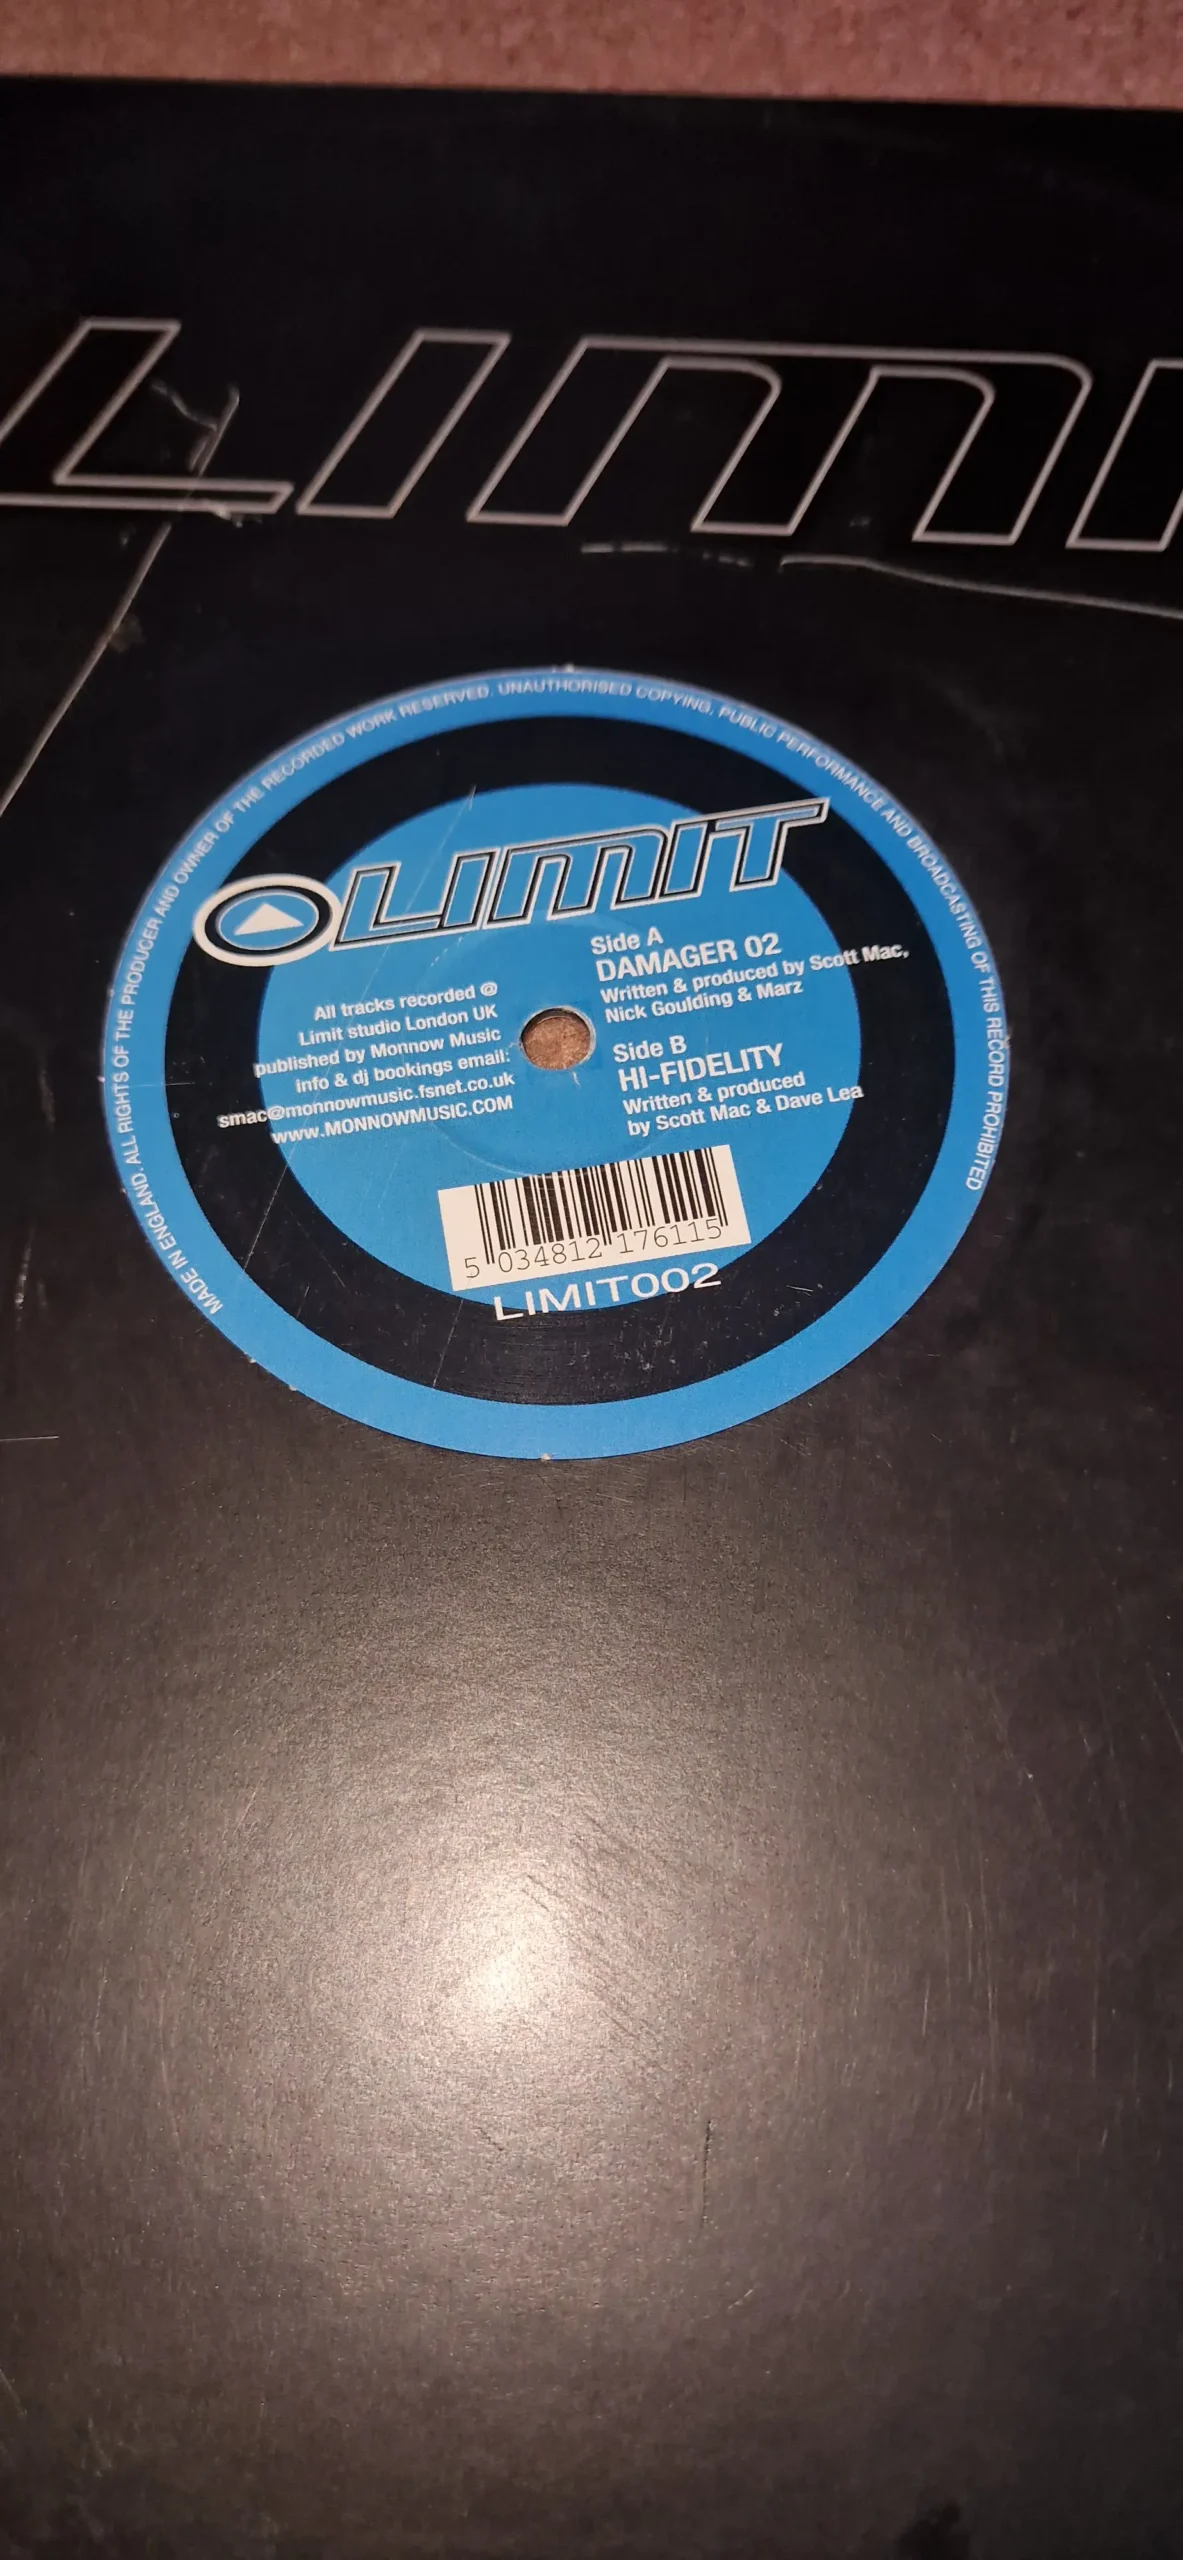 LIMI
LIMIT
Side A
DAMAGER 02
Written & produced by Scott Mac,
Nick Goulding & Marz
Side B
HI-FIDELITY
Written & produced
by Scott Mac & Dave Lea
All tracks recorded @
Limit studio London UK
published by Monnow Music
info & dj bookings email:
smac@monnowmusic.fsnet.co.uk
www.MONNOWMUSIC.COM
5 034812 176115
LIMIT002
MADE IN ENGLAND. ALL RIGHTS OF THE PRODUCER AND OWNER OF THE RECORDED WORK RESERVED. UNAUTHORISED COPYING, PUBLIC PERFORMANCE AND BROADCASTING OF THIS RECORD PROHIBITED